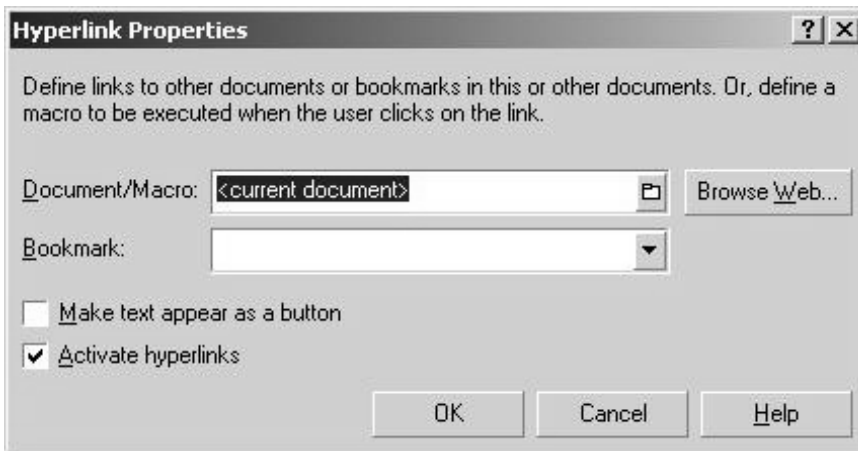 Hyperlink Properties
Define links to other documents or bookmarks in this or other documents. Or, define a
macro to be executed when the user clicks on the link.
Document/Macro: <current document> Browse Web...
Bookmark:
Make text appear as a button
Activate hyperlinks
OK Cancel Help